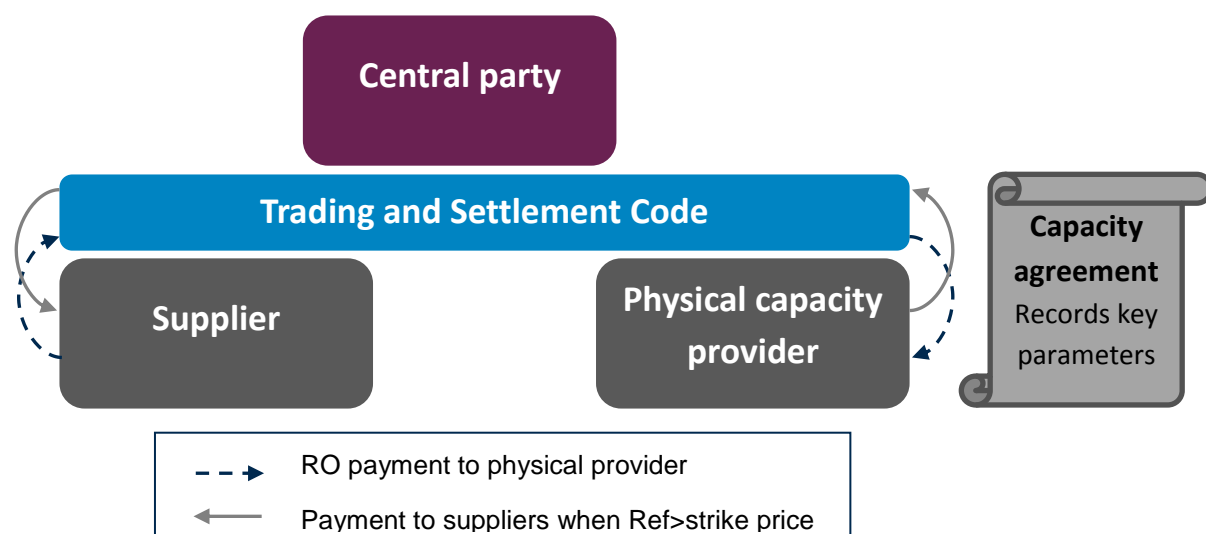 Central party
Trading and Settlement Code
Supplier
Physical capacity
provider
Capacity
agreement
Records key
parameters
RO payment to physical provider
Payment to suppliers when Ref>strike price